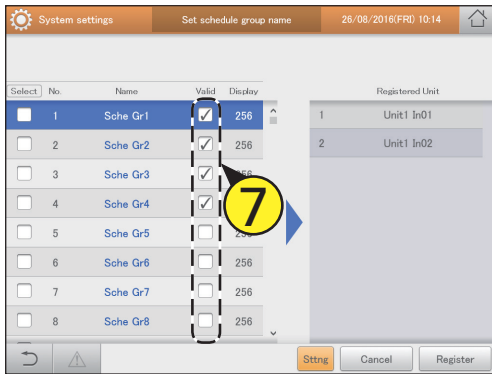 System settings Set schedule group name 26/08/2016(FRI) 10:14
Select No. Name Valid Display Registered Unit
1 Sche Gr1 256 1 Unit1 In01
2 Sche Gr2 256 2 Unit1 In02
3 Sche Gr3 256
4 Sche Gr4
5 Sche Gr5 256
6 Sche Gr6 256
7 Sche Gr7 256
8 Sche Gr8 256
7
Sttng Cancel Register